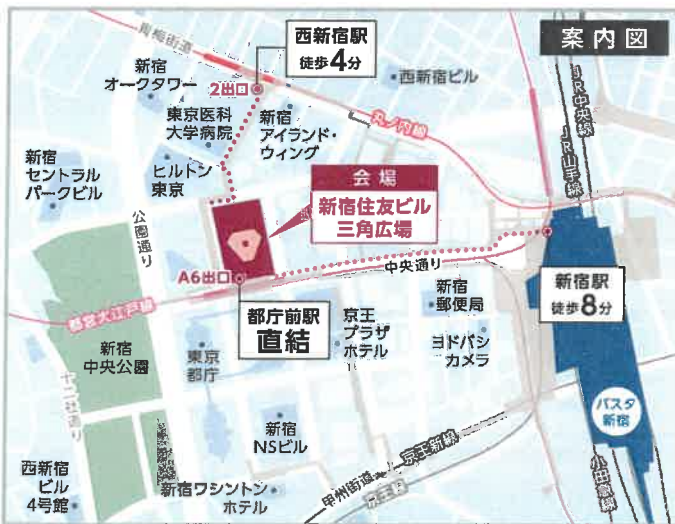 案内図
青梅街道
西新宿駅
徒歩4分
2出口
新宿
オークタワー
西新宿ビル
東京医科
大学病院
新宿
アイランド・
ウィング
丸ノ内線
JR中央線
JR山手線
新宿
セントラル
パークビル
ヒルトン
東京
会場
新宿住友ビル
三角広場
公園通り
A6出口
中央通り
新宿駅
徒歩8分
都営大江戸線
都庁前駅
直結
新宿
郵便局
京王
プラザ
ホテル
ヨドバシ
カメラ
新宿
中央公園
東京
都庁
十二社通り
バスタ
新宿
新宿
NSビル
京王新線
甲州街道
京王線
小田急線
西新宿
ビル
4号館
新宿ワシントン
ホテル